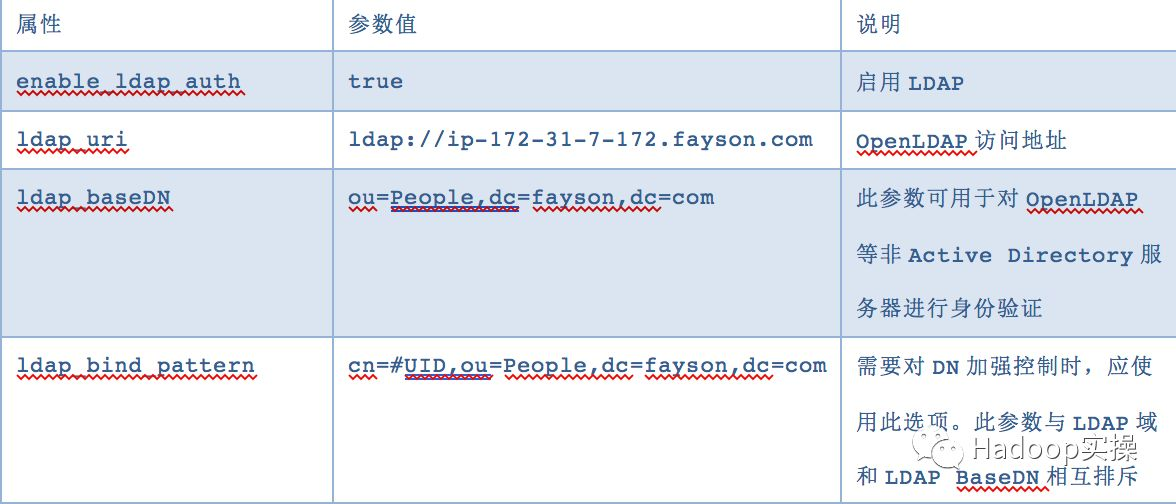 属性 参数值 说明
enable_ldap_auth true 启用 LDAP
ldap_uri ldap://ip-172-31-7-172.fayson.com OpenLDAP 访问地址
ldap_baseDN ou=People,dc=fayson,dc=com 此参数可用于对 OpenLDAP
等非 Active Directory 服
务器进行身份验证
ldap_bind_pattern cn=#UID,ou=People,dc=fayson,dc=com 需要对 DN 加强控制时，应使
用此选项。此参数与 LDAP 域
和 LDAP BaseDN 相互排斥
Hadoop实操